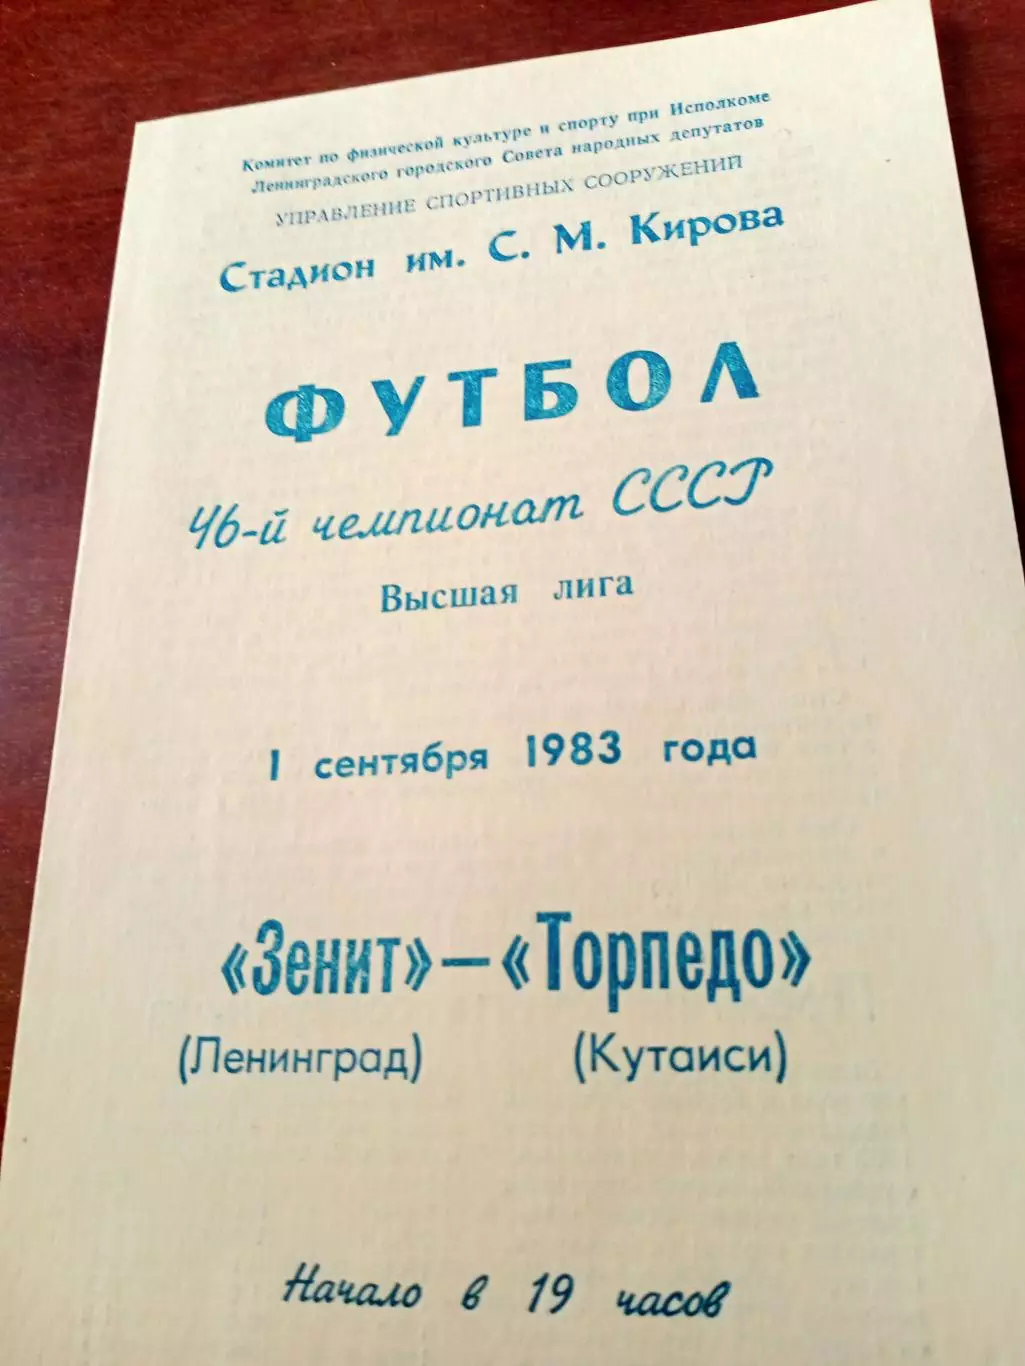 Комитет по физической культуре и спорту при Исполкоме
Ленинградского городского Совета народных депутатов
УПРАВЛЕНИЕ СПОРТИВНЫХ СООРУЖЕНИЙ
Стадион им. С. М. Кирова
ФУТБОЛ
46-й чемпионат СССР
Высшая лига
1 сентября 1983 года
«Зенит» — «Торпедо»
(Ленинград) (Кутаиси)
Начало в 19 часов